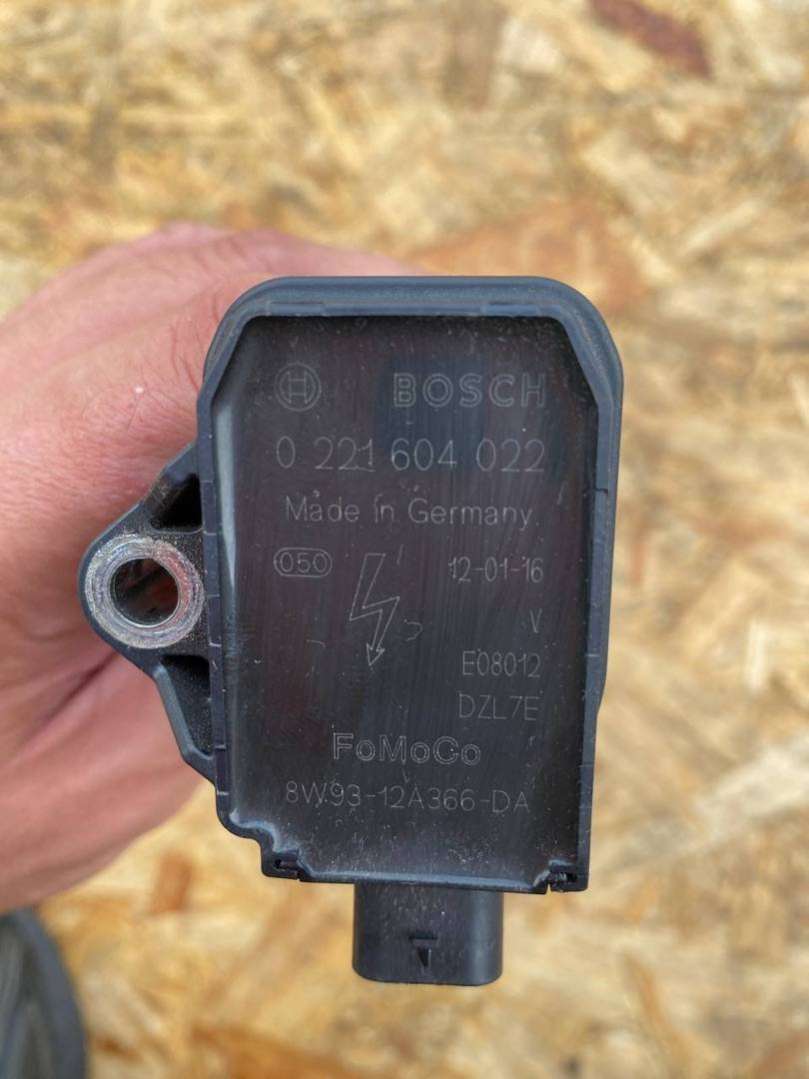 BOSCH
0 221 604 022
Made in Germany
050 12-01-16
V
E08012
DZL7E
FoMoCo
8W93-12A366-DA